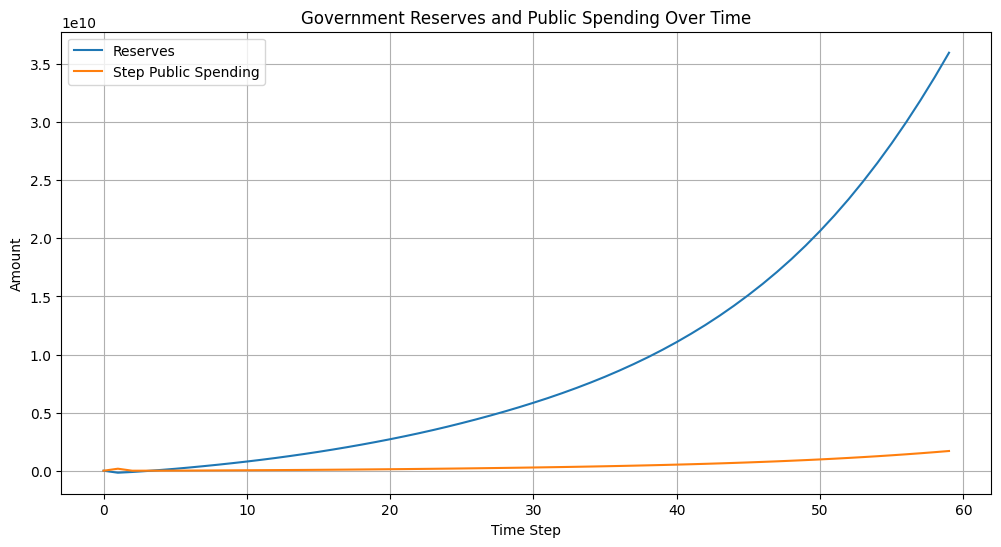 Government Reserves and Public Spending Over Time
1e10
Reserves
Step Public Spending
3.5
3.0
2.5
2.0
1.5
1.0
0.5
0.0
Amount
0 10 20 30 40 50 60
Time Step